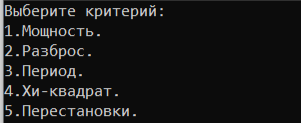 Выберите критерий:
1.Мощность.
2.Разброс.
3.Период.
4.Хи-квадрат.
5.Перестановки.